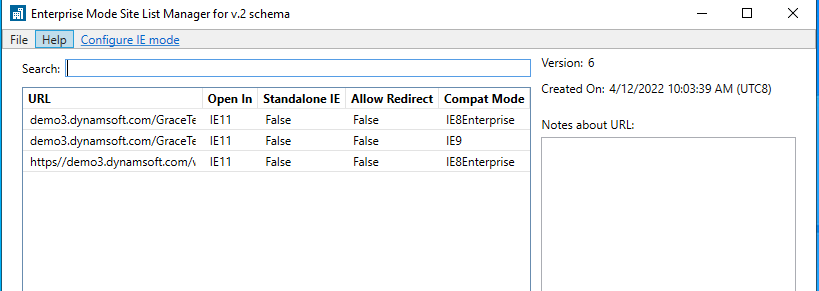 Enterprise Mode Site List Manager for v.2 schema
File Help Configure IE mode
Search:
Version: 6
Created On: 4/12/2022 10:03:39 AM (UTC8)
URL Open In Standalone IE Allow Redirect Compat Mode
demo3.dynamsoft.com/GraceTe IE11 False False IE8Enterprise
demo3.dynamsoft.com/GraceTe IE11 False False IE9
https//demo3.dynamsoft.com/v IE11 False False IE8Enterprise
Notes about URL: